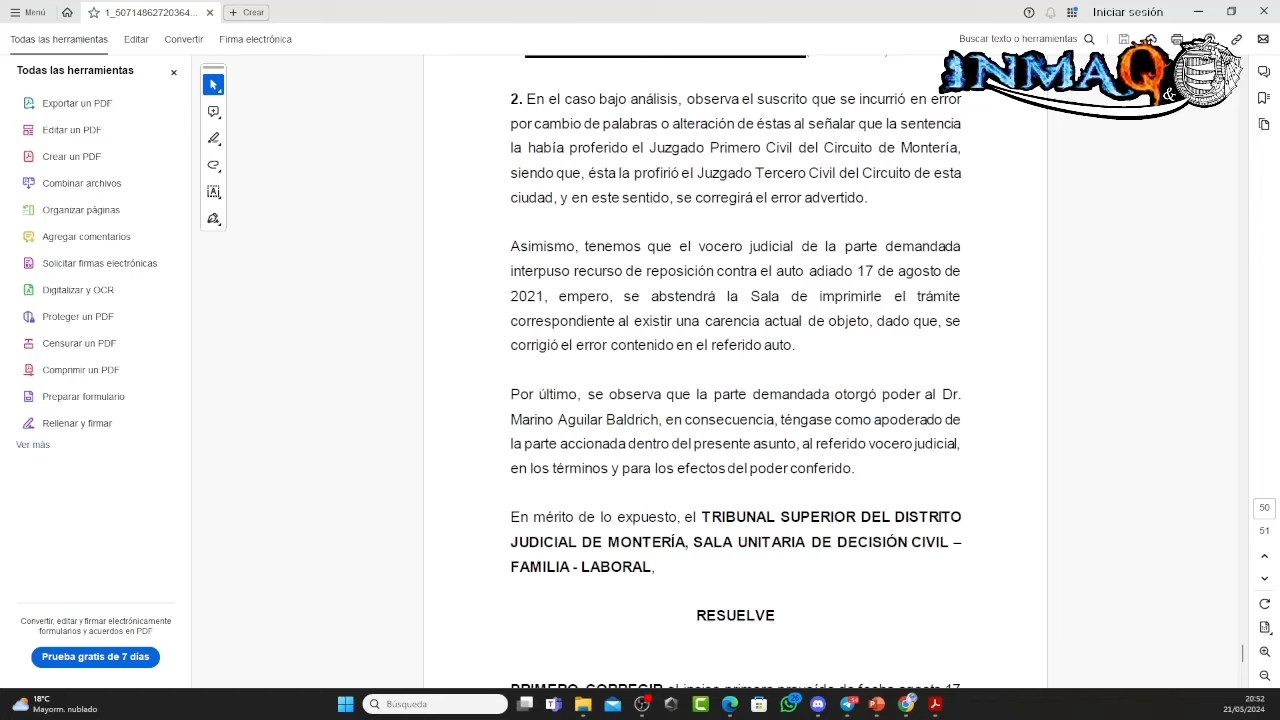 Menú
1_50714862720364...
Crear
Iniciar sesión
Todas las herramientas
Editar
Convertir
Firma electrónica
Buscar texto o herramientas
INMAQ &
Todas las herramientas
Exportar un PDF
Editar un PDF
Crear un PDF
Combinar archivos
Organizar páginas
Agregar comentarios
Solicitar firmas electrónicas
Digitalizar y OCR
Proteger un PDF
Censurar un PDF
Comprimir un PDF
Preparar formulario
Rellenar y firmar
Ver más
Convertir, editar y firmar electrónicamente
formularios y acuerdos en PDF
Prueba gratis de 7 días
2. En el caso bajo análisis, observa el suscrito que se incurrió en error
por cambio de palabras o alteración de éstas al señalar que la sentencia
la había proferido el Juzgado Primero Civil del Circuito de Montería,
siendo que, ésta la profirió el Juzgado Tercero Civil del Circuito de esta
ciudad, y en este sentido, se corregirá el error advertido.
Asimismo, tenemos que el vocero judicial de la parte demandada
interpuso recurso de reposición contra el auto adiado 17 de agosto de
2021, empero, se abstendrá la Sala de imprimirle el trámite
correspondiente al existir una carencia actual de objeto, dado que, se
corrigió el error contenido en el referido auto.
Por último, se observa que la parte demandada otorgó poder al Dr.
Marino Aguilar Baldrich, en consecuencia, téngase como apoderado de
la parte accionada dentro del presente asunto, al referido vocero judicial,
en los términos y para los efectos del poder conferido.
En mérito de lo expuesto, el TRIBUNAL SUPERIOR DEL DISTRITO
JUDICIAL DE MONTERÍA, SALA UNITARIA DE DECISIÓN CIVIL –
FAMILIA - LABORAL,
RESUELVE
PRIMERO. CORREGIR el inciso primero proveído de fecha agosto 17
50
51
18°C
Mayorm. nublado
Búsqueda
20:52
21/05/2024